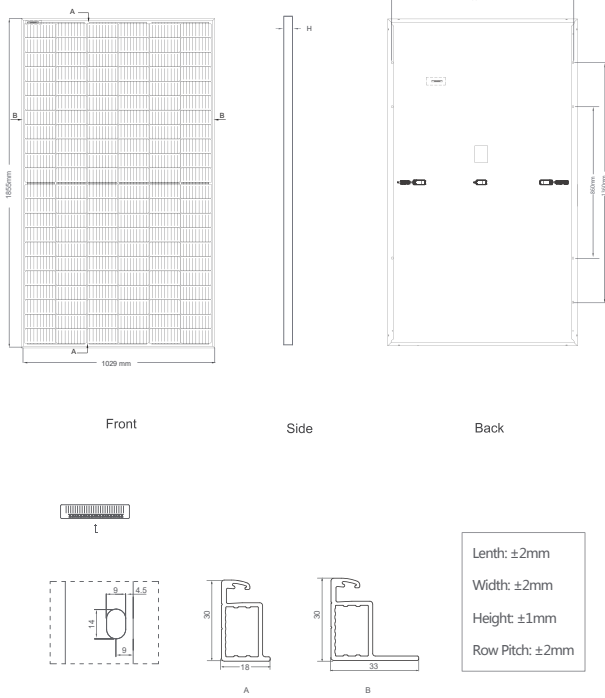 A
H
B
B
1855mm
860mm
A
1029 mm
Front
Side
Back
9
4.5
14
9
30
18
A
30
33
B
Lenth: ±2mm
Width: ±2mm
Height: ±1mm
Row Pitch: ±2mm